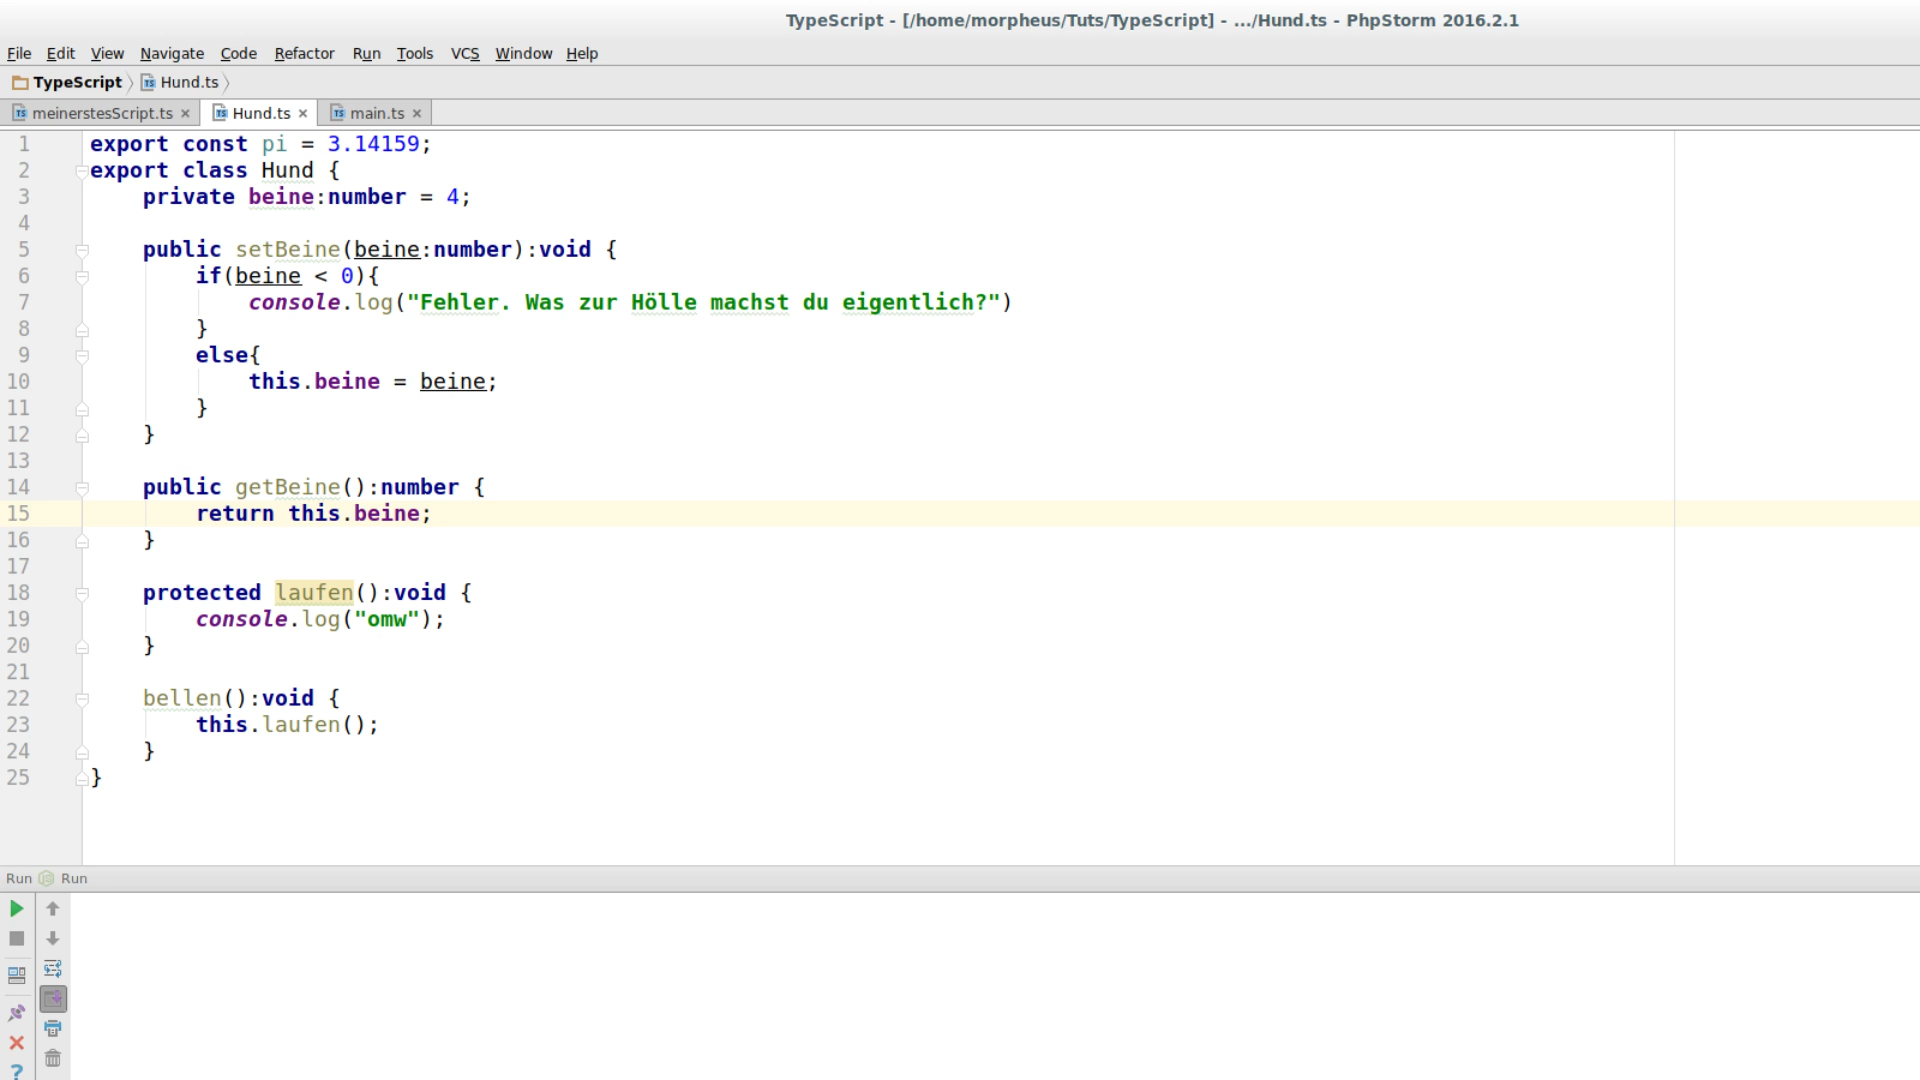 TypeScript - [/home/morpheus/Tuts/TypeScript] - .../Hund.ts - PhpStorm 2016.2.1
File Edit View Navigate Code Refactor Run Tools VCS Window Help
TypeScript Hund.ts
meinerstesScript.ts × Hund.ts × main.ts ×
1 export const pi = 3.14159;
2 export class Hund {
3     private beine:number = 4;
4
5     public setBeine(beine:number):void {
6         if(beine < 0){
7             console.log("Fehler. Was zur Hölle machst du eigentlich?")
8         }
9         else{
10             this.beine = beine;
11         }
12     }
13
14     public getBeine():number {
15         return this.beine;
16     }
17
18     protected laufen():void {
19         console.log("omw");
20     }
21
22     bellen():void {
23         this.laufen();
24     }
25 }
Run Run